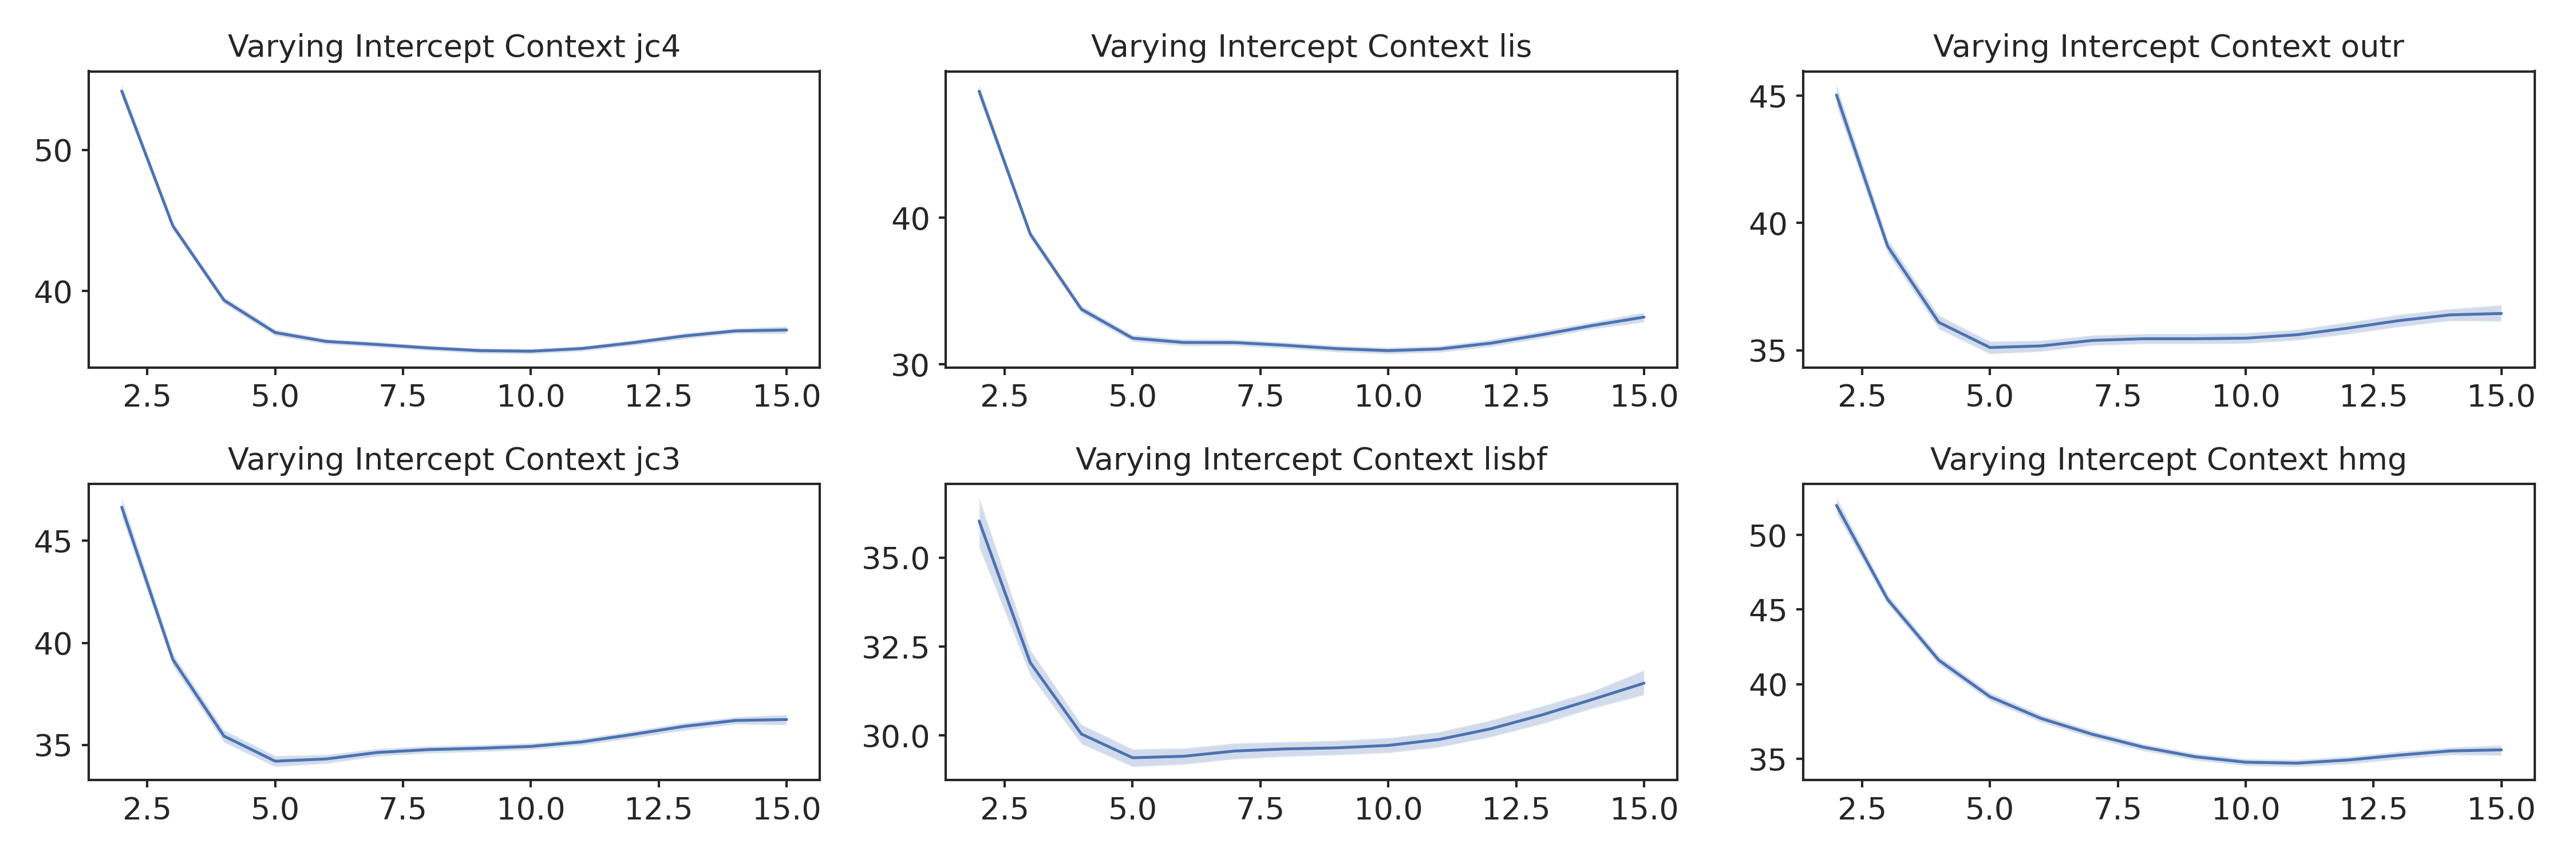 Varying Intercept Context jc4
50
40
2.5 5.0 7.5 10.0 12.5 15.0
Varying Intercept Context lis
40
30
2.5 5.0 7.5 10.0 12.5 15.0
Varying Intercept Context outr
45
40
35
2.5 5.0 7.5 10.0 12.5 15.0
Varying Intercept Context jc3
45
40
35
2.5 5.0 7.5 10.0 12.5 15.0
Varying Intercept Context lisbf
35.0
32.5
30.0
2.5 5.0 7.5 10.0 12.5 15.0
Varying Intercept Context hmg
50
45
40
35
2.5 5.0 7.5 10.0 12.5 15.0